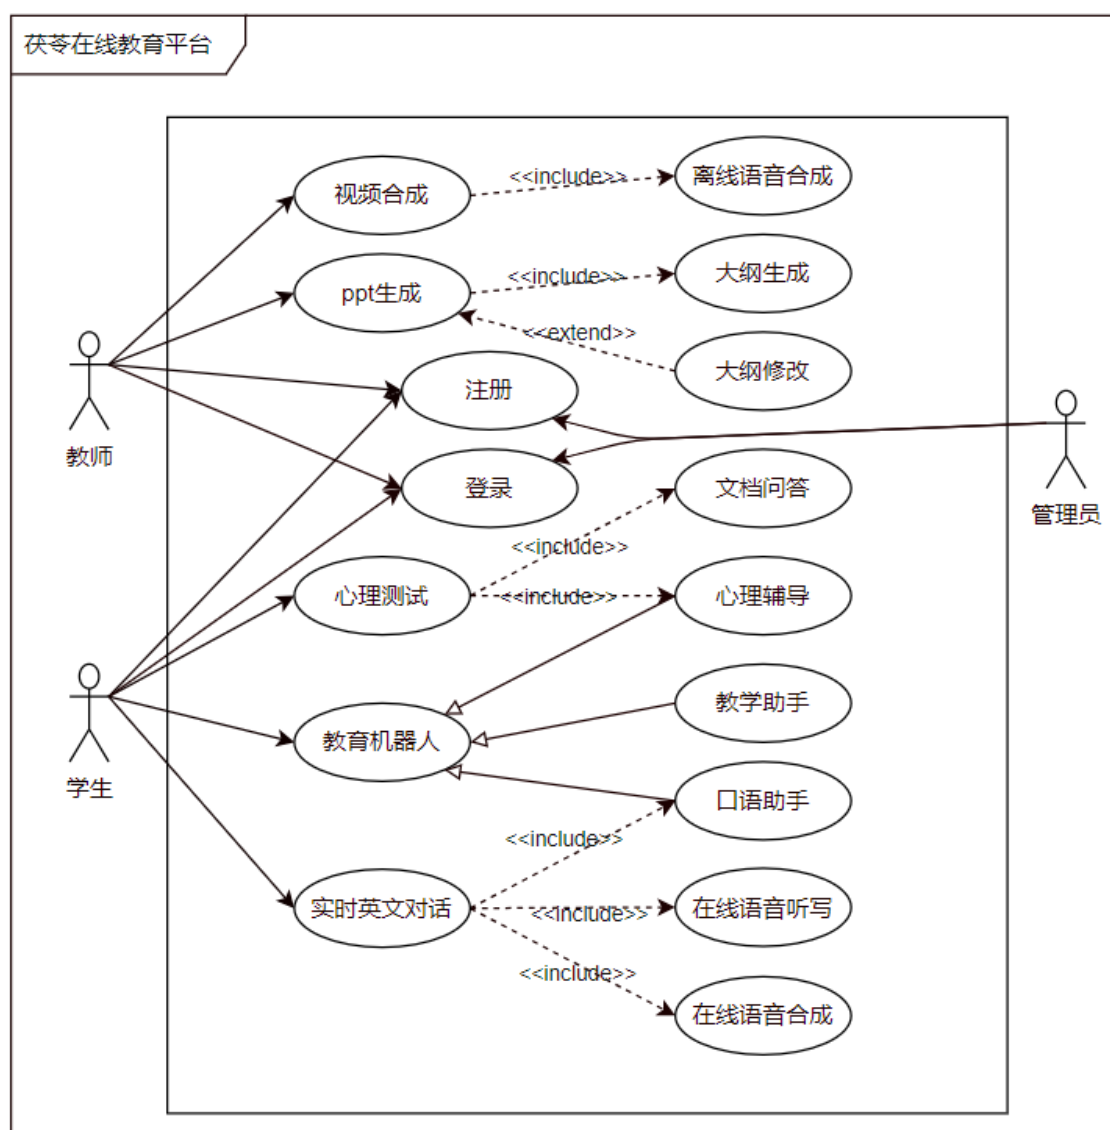 茯苓在线教育平台
视频合成
<<include>>
离线语音合成
ppt生成
<<include>>
大纲生成
<<extend>>
大纲修改
注册
教师
登录
文档问答
管理员
<<include>>
心理测试
<<include>>
心理辅导
教学助手
教育机器人
学生
口语助手
<<include>>
实时英文对话
<<include>>
在线语音听写
<<include>>
在线语音合成